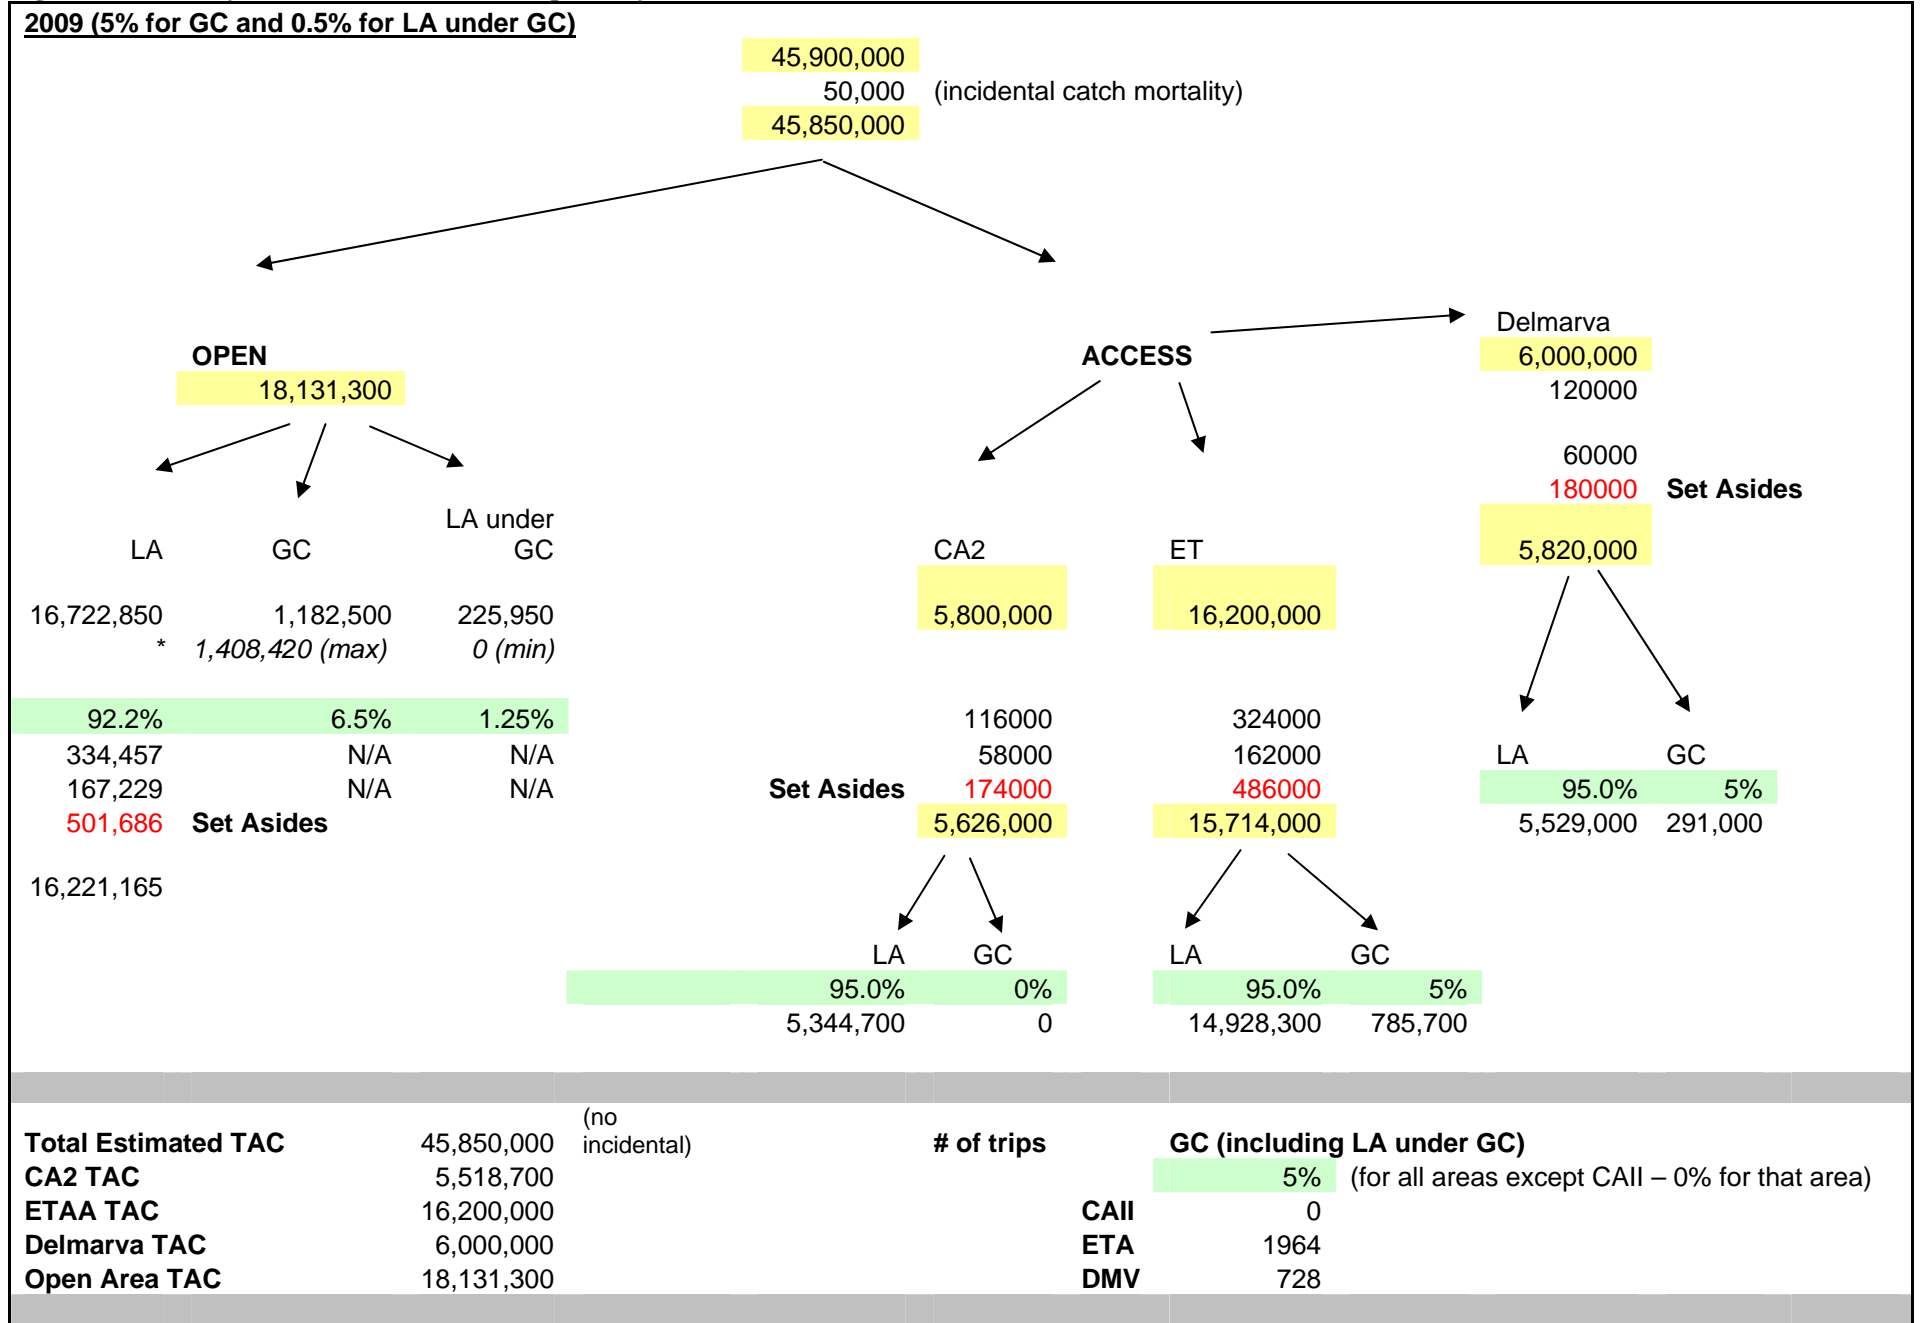 2009 (5% for GC and 0.5% for LA under GC)
45,900,000
50,000 (incidental catch mortality)
45,850,000
Delmarva
OPEN ACCESS 6,000,000
18,131,300 120000
60000
180000 Set Asides
LA under
LA GC GC CA2 ET 5,820,000
16,722,850 1,182,500 225,950 5,800,000 16,200,000
* 1,408,420 (max) 0 (min)
92.2% 6.5% 1.25% 116000 324000
334,457 N/A N/A 58000 162000 LA GC
167,229 N/A N/A Set Asides 174000 486000 95.0% 5%
501,686 Set Asides 5,626,000 15,714,000 5,529,000 291,000
16,221,165
LA GC LA GC
95.0% 0% 95.0% 5%
5,344,700 0 14,928,300 785,700
(no
Total Estimated TAC 45,850,000 incidental) # of trips GC (including LA under GC)
CA2 TAC 5,518,700 5% (for all areas except CAII – 0% for that area)
ETAA TAC 16,200,000 CAII 0
Delmarva TAC 6,000,000 ETA 1964
Open Area TAC 18,131,300 DMV 728